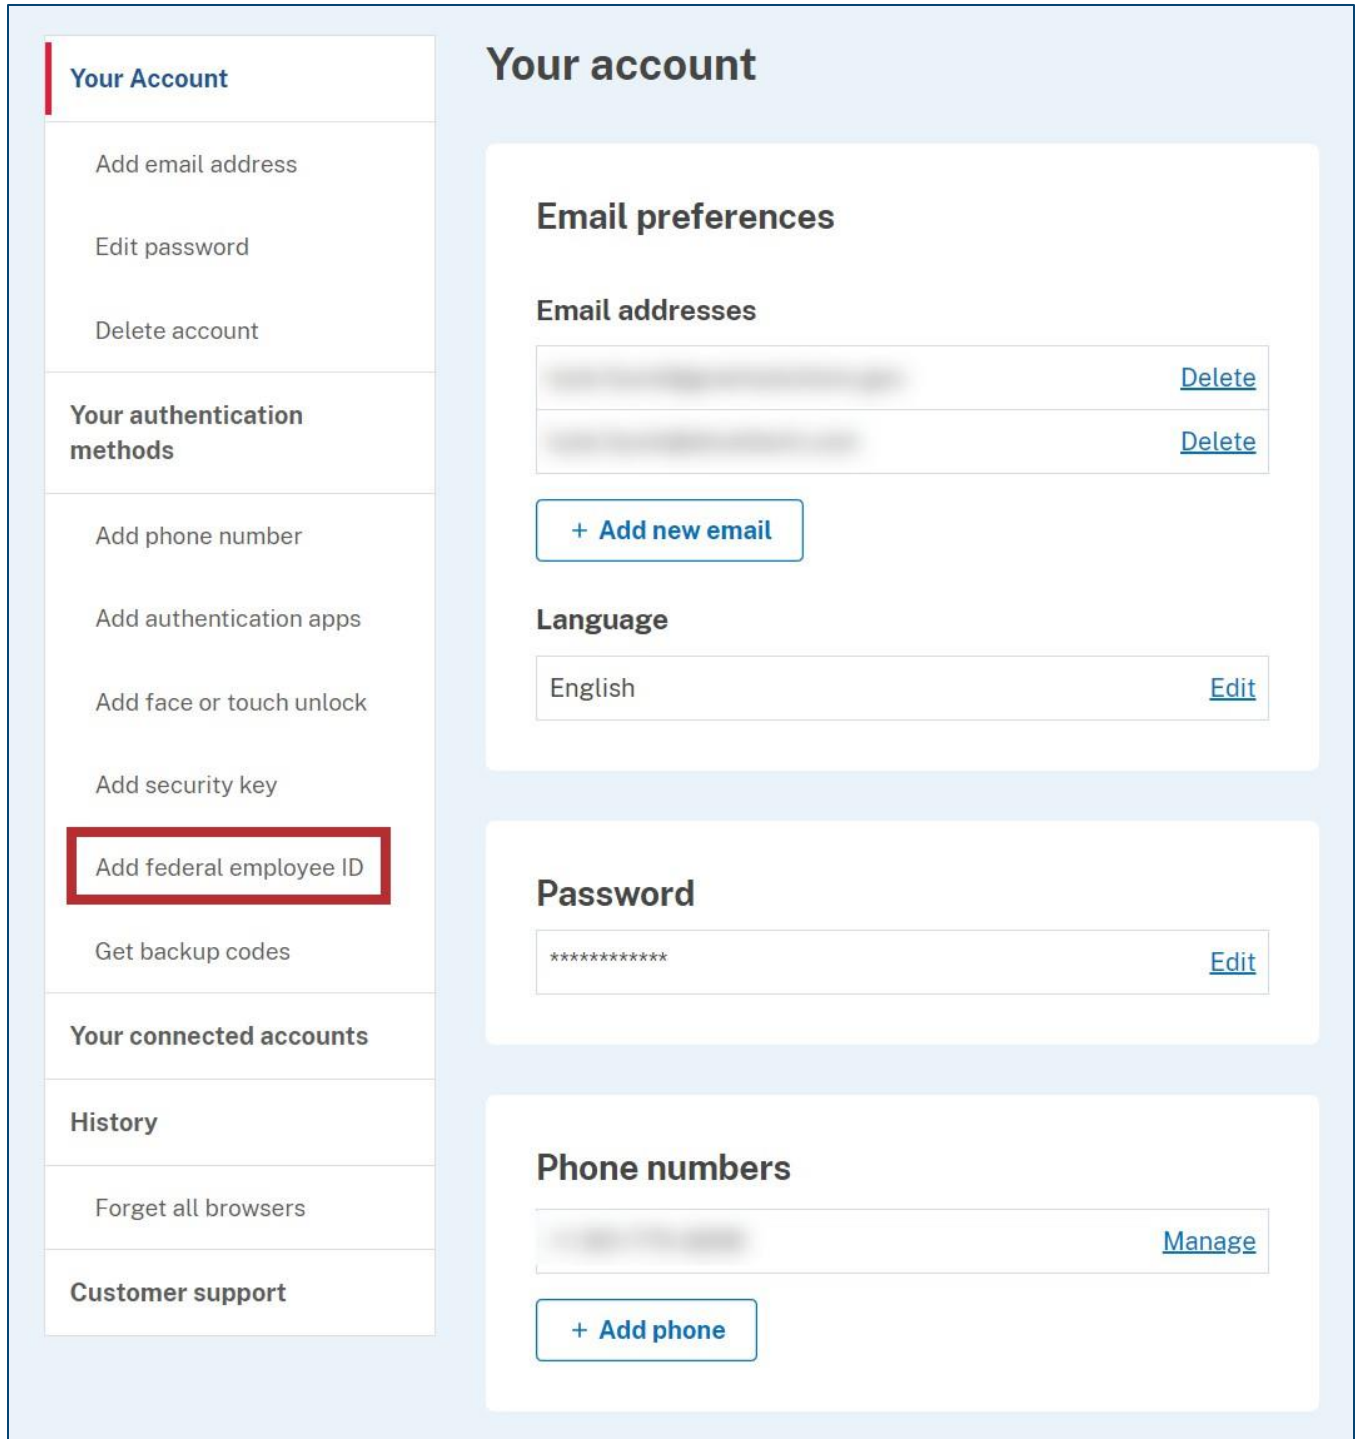 Your Account
Add email address
Edit password
Delete account
Your authentication
methods
Add phone number
Add authentication apps
Add face or touch unlock
Add security key
Add federal employee ID
Get backup codes
Your connected accounts
History
Forget all browsers
Customer support
Your account
Email preferences
Email addresses
Delete
Delete
+ Add new email
Language
English Edit
Password
************ Edit
Phone numbers
Manage
+ Add phone